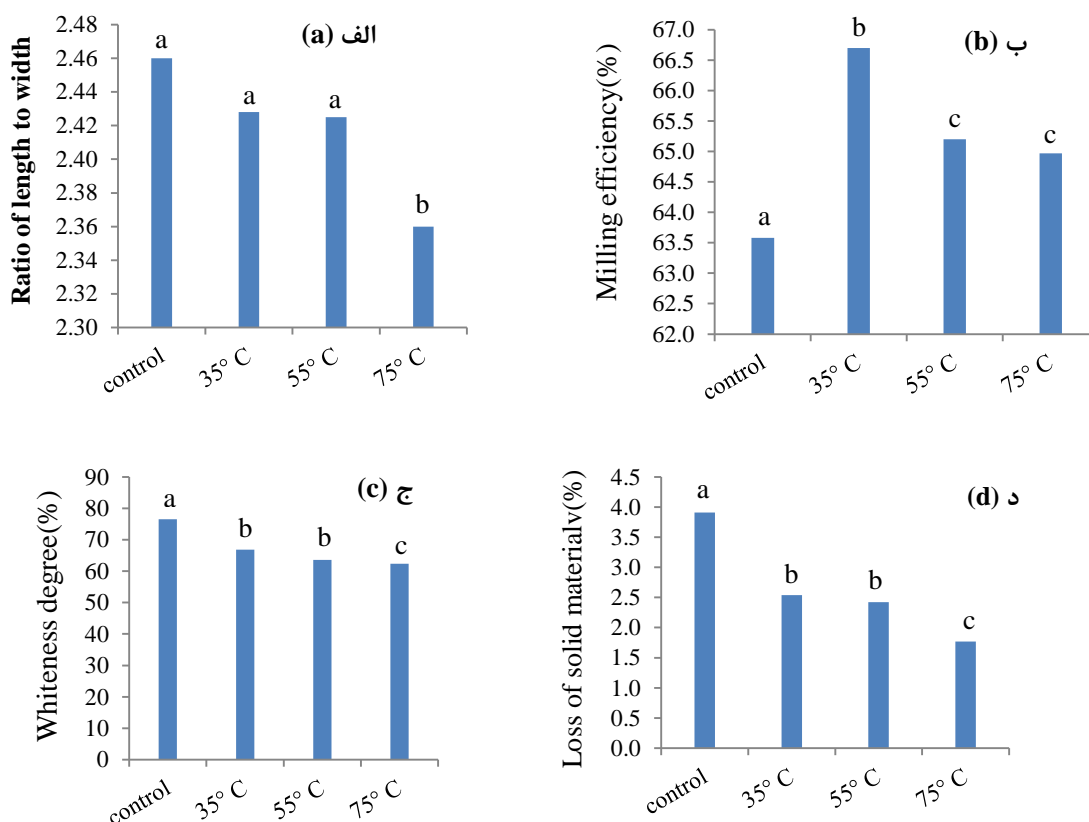 الف (a)
Ratio of length to width
2.48
2.46
2.44
2.42
2.40
2.38
2.36
2.34
2.32
2.30
a
a
a
b
control
35° C
55° C
75° C
ب (b)
Milling efficiency(%)
67.0
66.5
66.0
65.5
65.0
64.5
64.0
63.5
63.0
62.5
62.0
a
b
c
c
control
35° C
55° C
75° C
ج (c)
Whiteness degree(%)
90
80
70
60
50
40
30
20
10
0
a
b
b
c
control
35° C
55° C
75° C
د (d)
Loss of solid materialv(%)
4.5
4.0
3.5
3.0
2.5
2.0
1.5
1.0
0.5
0.0
a
b
b
c
control
35° C
55° C
75° C